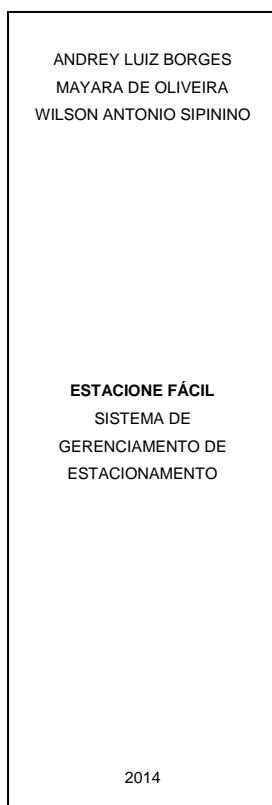 ANDREY LUIZ BORGES
MAYARA DE OLIVEIRA
WILSON ANTONIO SIPININO
ESTACIONE FÁCIL
SISTEMA DE
GERENCIAMENTO DE
ESTACIONAMENTO
2014